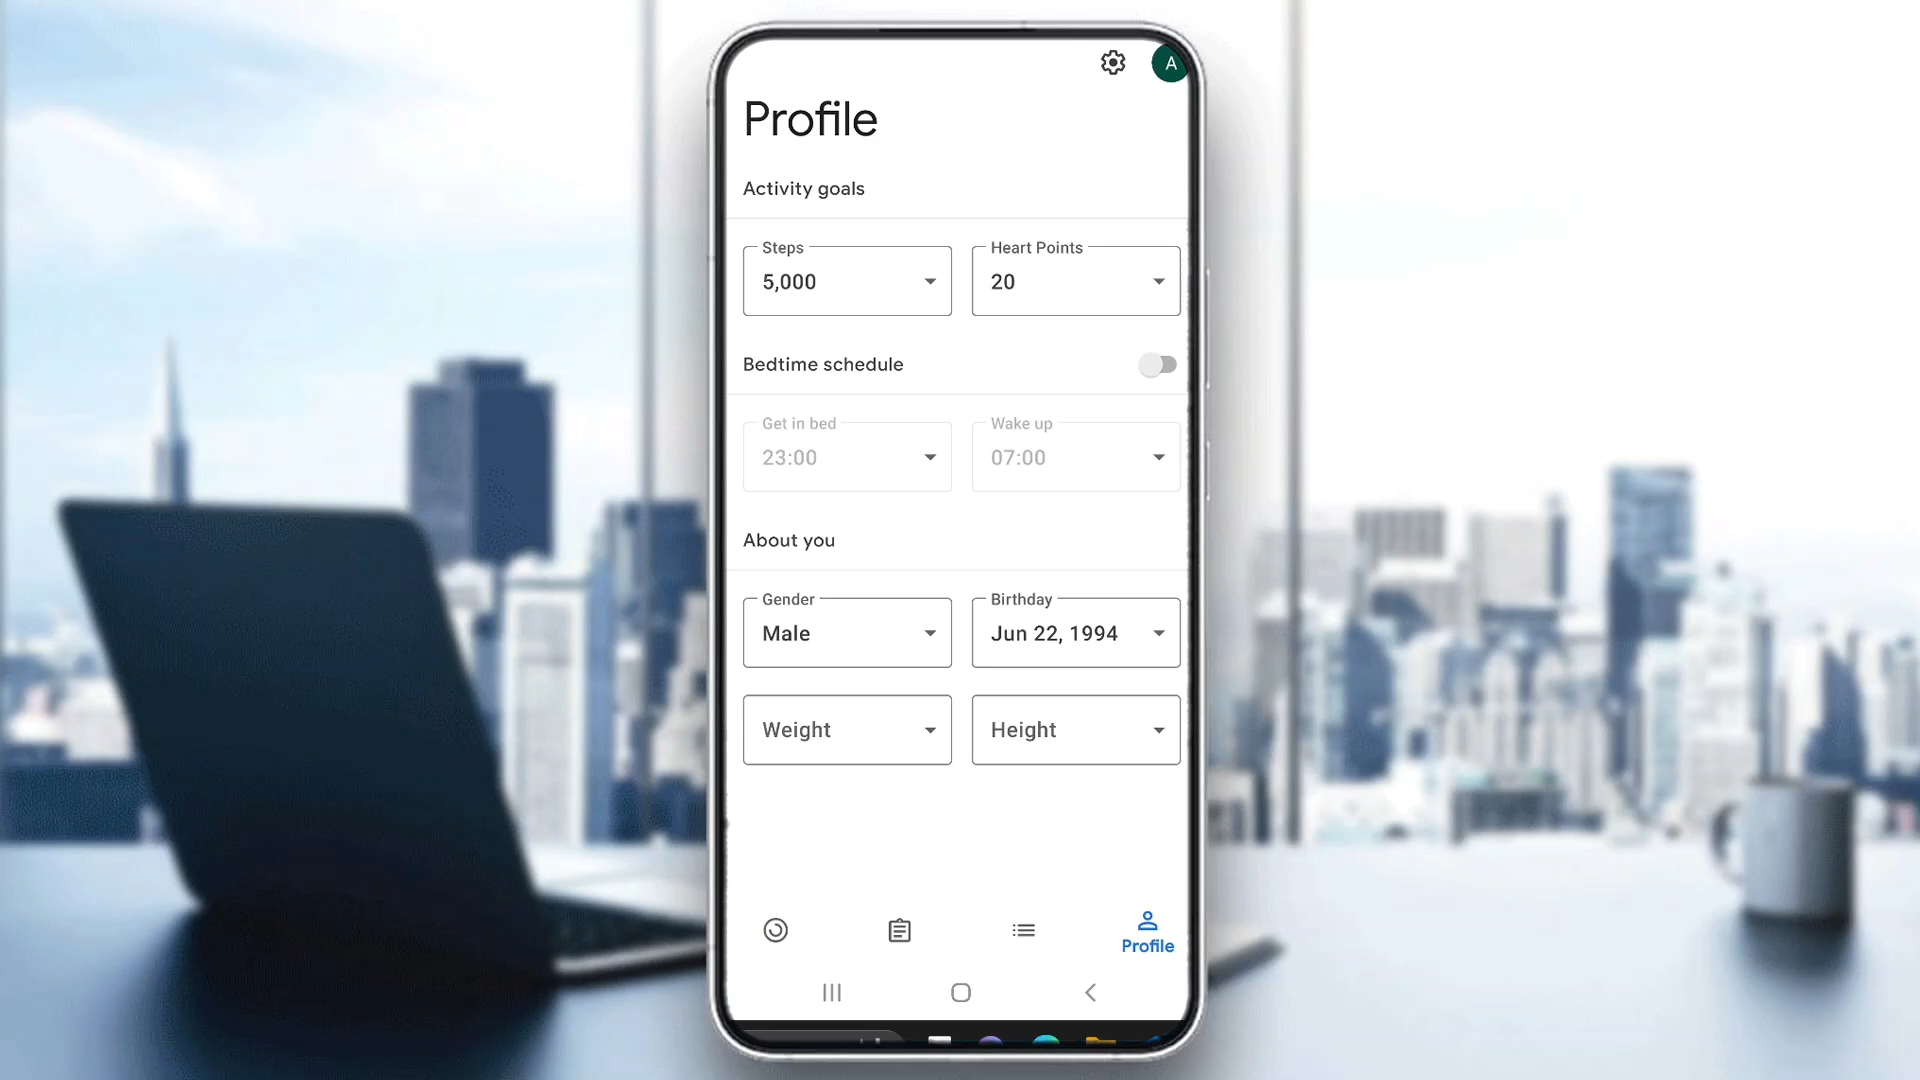 A
Profile
Activity goals
Steps
Heart Points
5,000
20
Bedtime schedule
Get in bed
Wake up
23:00
07:00
About you
Gender
Birthday
Male
Jun 22, 1994
Weight
Height
Profile